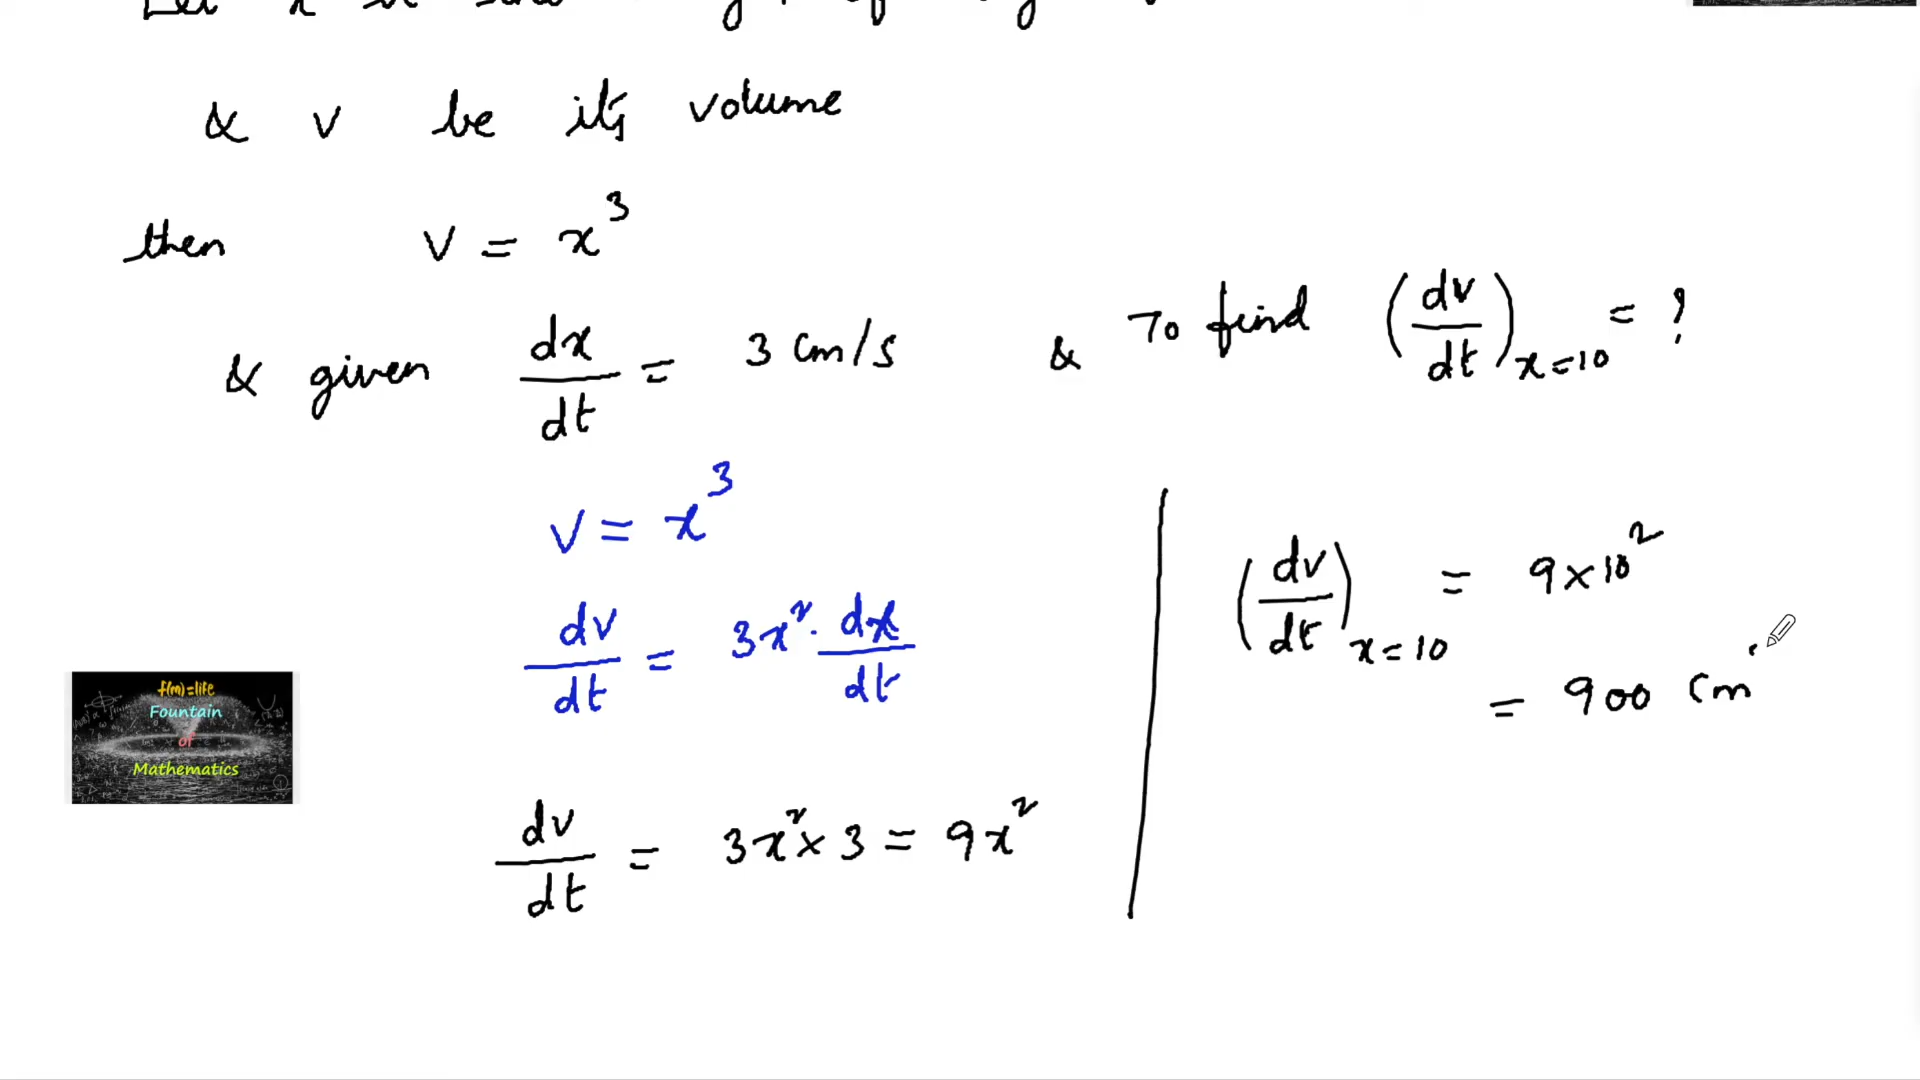 & v be its volume
then v = x³
& given dx/dt = 3 cm/s & To find (dv/dt)ₓ₌₁₀ = ?
v = x³
dv/dt = 3x² · dx/dt
dv/dt = 3x² × 3 = 9x²
(dv/dt)ₓ₌₁₀ = 9 × 10²
= 900 cm
f(m)=life
Fountain
of
Mathematics